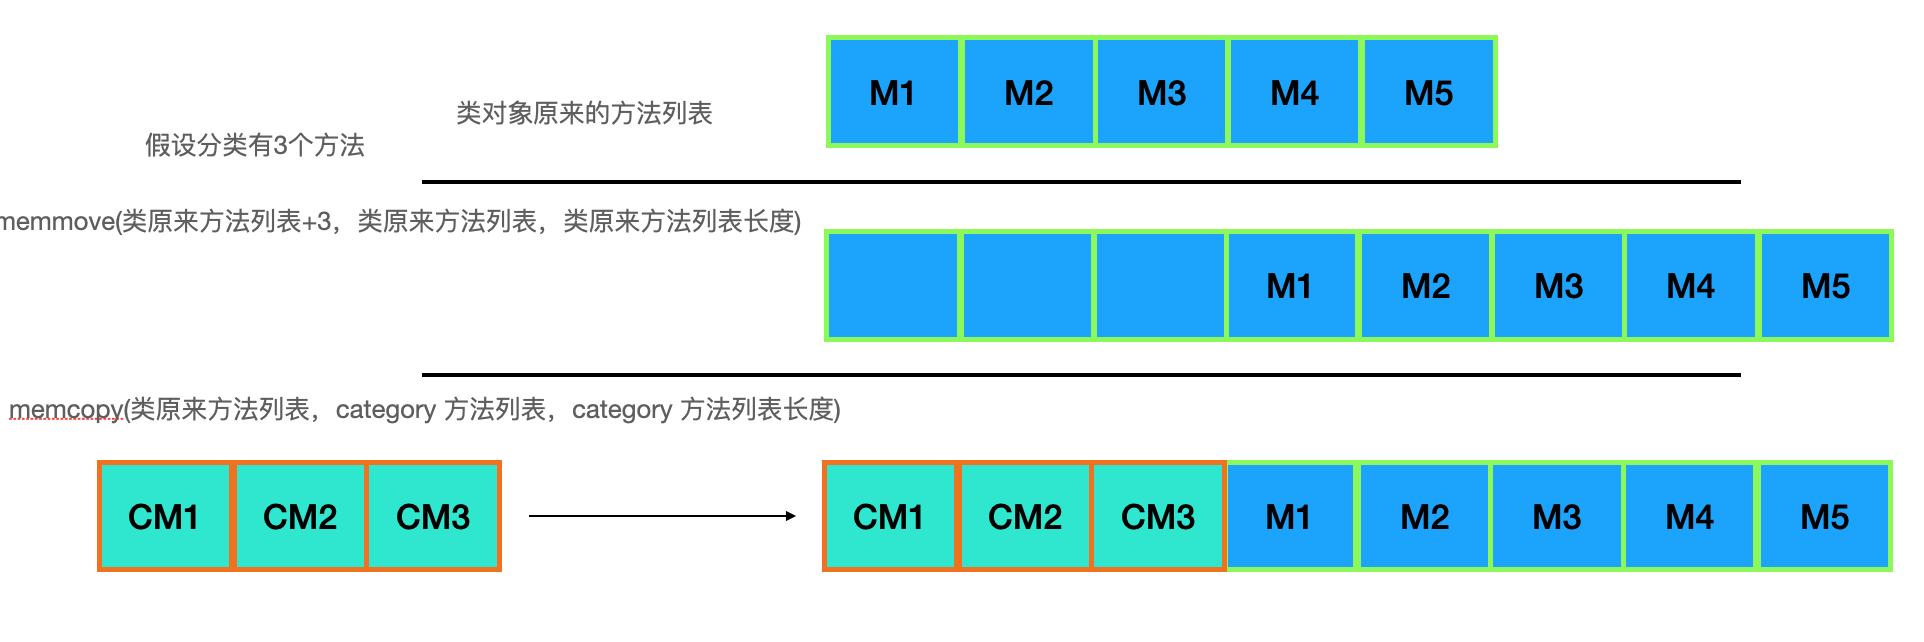 M1 M2 M3 M4 M5
类对象原来的方法列表
假设分类有3个方法
memmove(类原来方法列表+3，类原来方法列表，类原来方法列表长度)
M1 M2 M3 M4 M5
memcopy(类原来方法列表，category 方法列表，category 方法列表长度)
CM1 CM2 CM3 CM1 CM2 CM3 M1 M2 M3 M4 M5